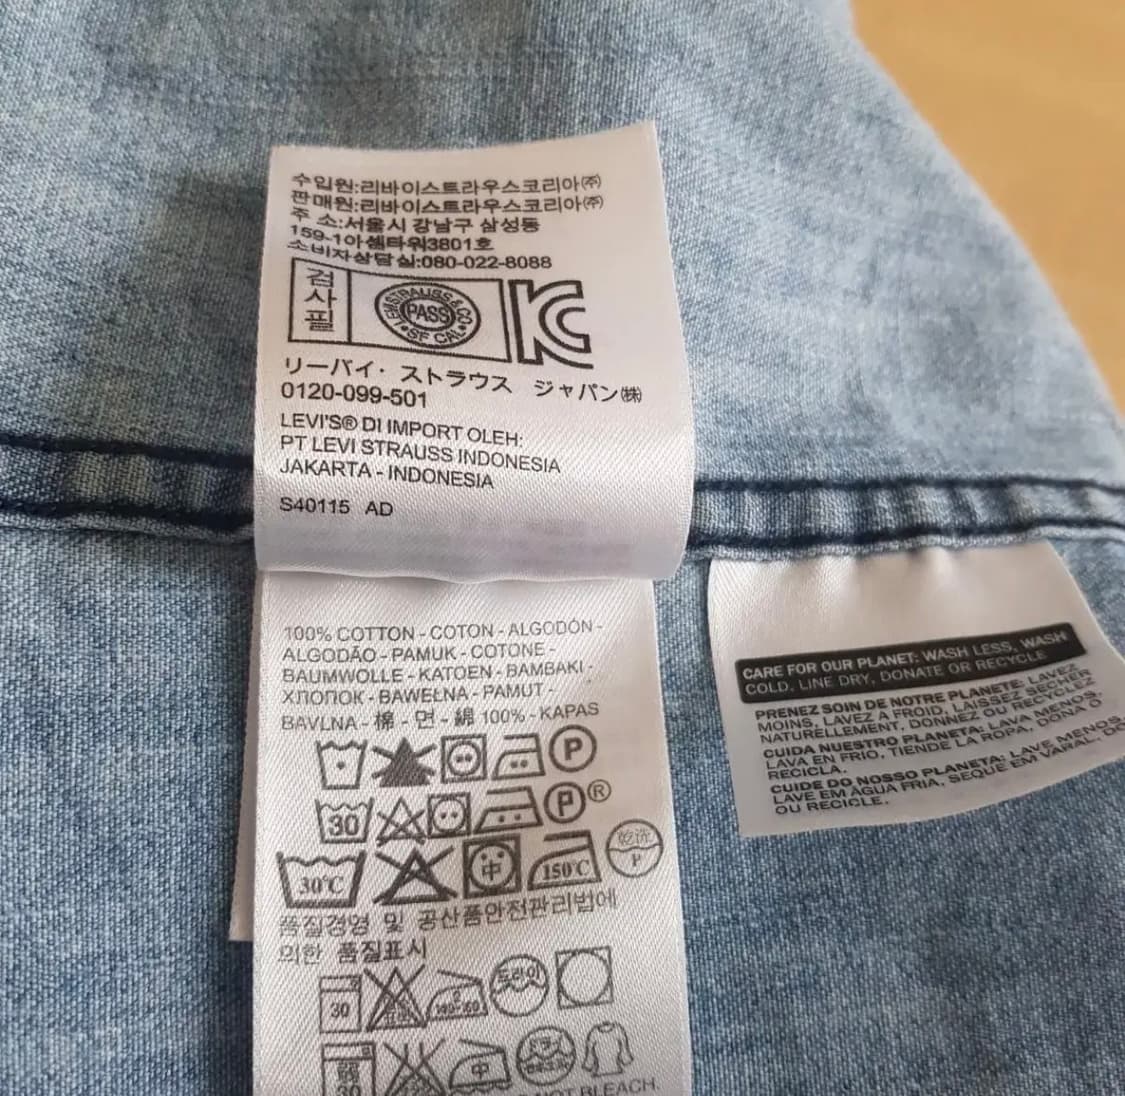 수입원:리바이스트라우스코리아㈜
판매원:리바이스트라우스코리아㈜
주 소:서울시 강남구 삼성동
159-1아셈타워3801호
소비자상담실:080-022-8088
검사필
LEVI STRAUSS & CO
PASS
SF CAL
KC
リーバイ・ストラウス ジャパン㈱
0120-099-501
LEVI'S® DI IMPORT OLEH:
PT LEVI STRAUSS INDONESIA
JAKARTA - INDONESIA
S40115 AD
100% COTTON - COTON - ALGODON -
ALGODÃO - PAMUK - COTONE -
BAUMWOLLE - KATOEN - BAMBAKI -
ХЛОПОК - BAWEŁNA - PAMUT -
BAVLNA - 棉 - 면 - 綿 100% - KAPAS
P
30 P ®
30℃ 中 150℃ 乾洗 P
품질경영 및 공산품안전관리법에
의한 품질표시
30 드라이
30 中
NOT BLEACH.
CARE FOR OUR PLANET: WASH LESS, WASH
COLD, LINE DRY, DONATE OR RECYCLE
PRENEZ SOIN DE NOTRE PLANETE: LAVEZ
MOINS, LAVEZ A FROID, LAISSEZ SECHER
NATURELLEMENT, DONNEZ OU RECYCLEZ
CUIDA NUESTRO PLANETA: LAVA MENOS,
LAVA EN FRIO, TIENDE LA ROPA, DONA O
RECICLA.
CUIDE DO NOSSO PLANETA: LAVE MENOS,
LAVE EM ÁGUA FRIA, SEQUE EM VARAL, DE
OU RECICLE.